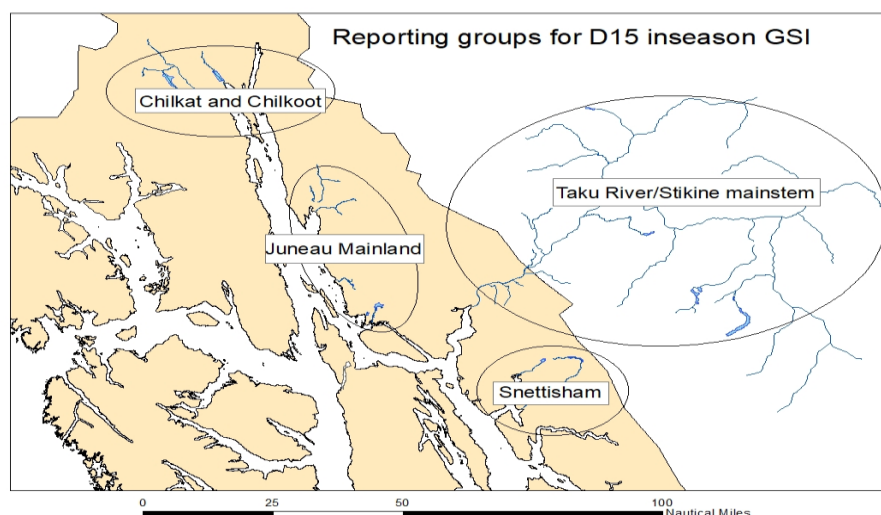 Reporting groups for D15 inseason GSI
Chilkat and Chilkoot
Taku River/Stikine mainstem
Juneau Mainland
Snettisham
0 25 50 100
Nautical Miles